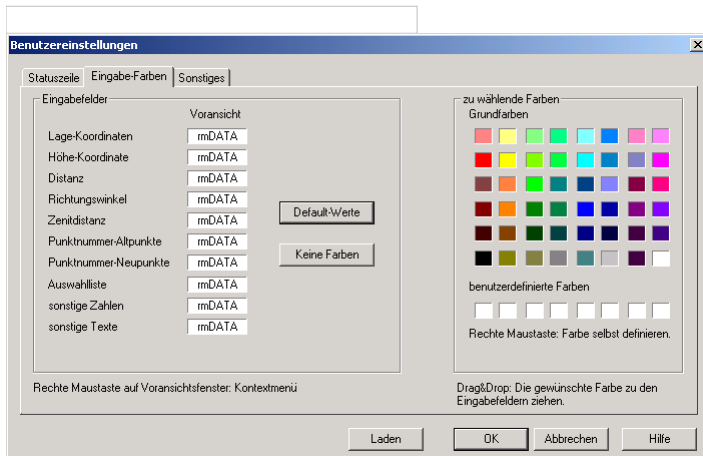 Benutzereinstellungen
Statuszeile Eingabe-Farben Sonstiges
Eingabefelder
Voransicht
Lage-Koordinaten rmDATA
Höhe-Koordinate rmDATA
Distanz rmDATA
Richtungswinkel rmDATA
Zenitdistanz rmDATA
Punktnummer-Altpunkte rmDATA
Punktnummer-Neupunkte rmDATA
Auswahlliste rmDATA
sonstige Zahlen rmDATA
sonstige Texte rmDATA
Default-Werte
Keine Farben
zu wählende Farben
Grundfarben
benutzerdefinierte Farben
Rechte Maustaste: Farbe selbst definieren.
Rechte Maustaste auf Voransichtsfenster: Kontextmenü
Drag&Drop: Die gewünschte Farbe zu den
Eingabefeldern ziehen.
Laden OK Abbrechen Hilfe